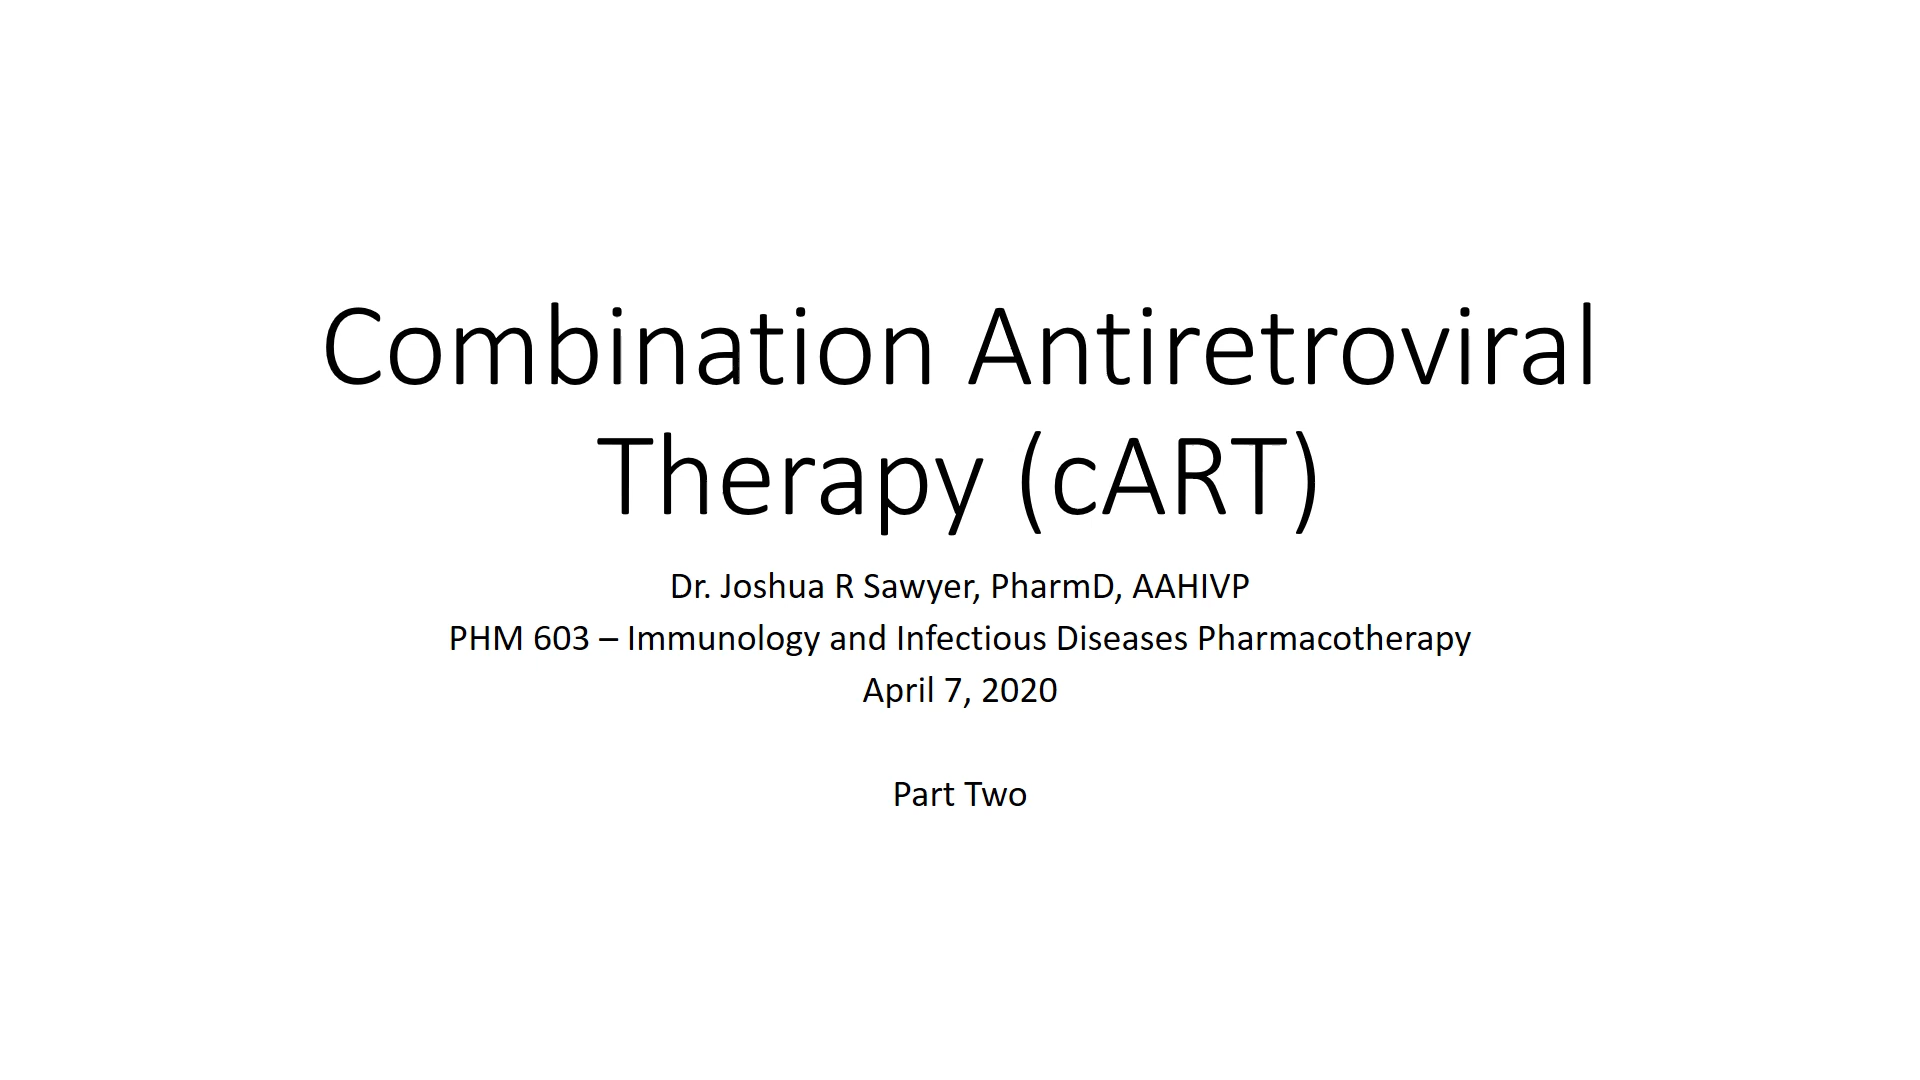 Combination Antiretroviral
Therapy (cART)
Dr. Joshua R Sawyer, PharmD, AAHIVP
PHM 603 – Immunology and Infectious Diseases Pharmacotherapy
April 7, 2020
Part Two